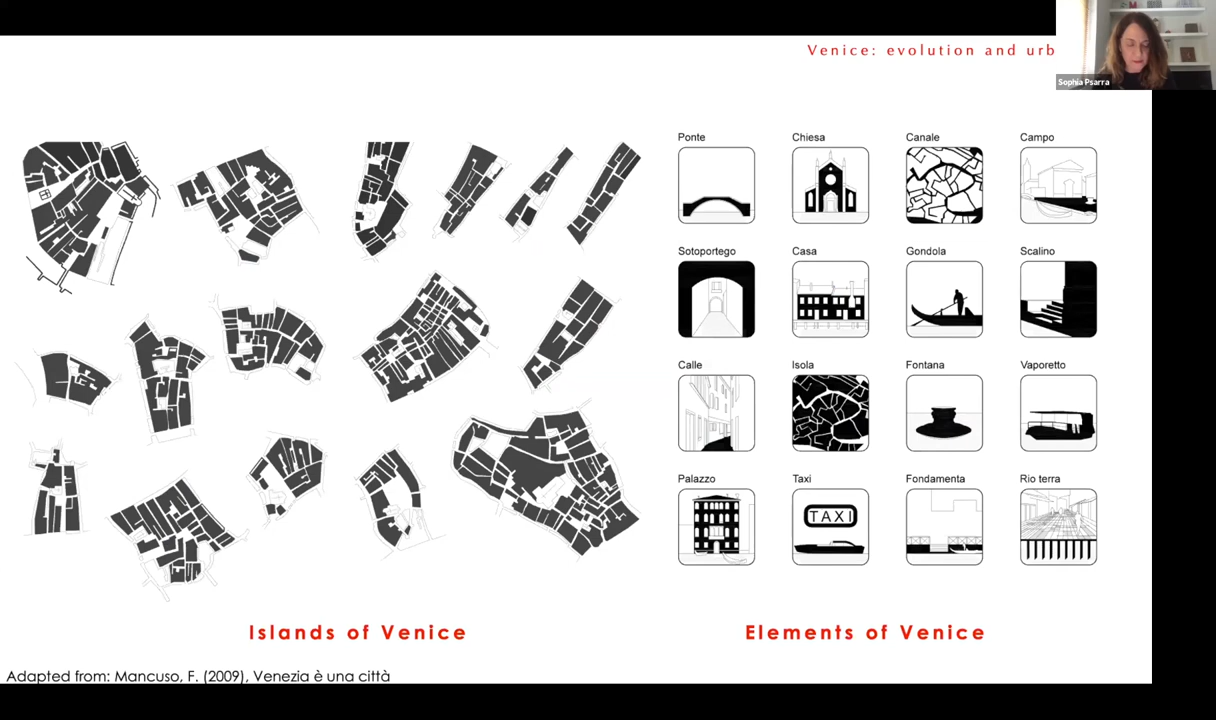 Venice: evolution and urb
Sophia Psarra
Ponte
Chiesa
Canale
Campo
Sotoportego
Casa
Gondola
Scalino
Calle
Isola
Fontana
Vaporetto
Palazzo
Taxi
Fondamenta
Rio terra
TAXI
Islands of Venice
Elements of Venice
Adapted from: Mancuso, F. (2009), Venezia è una città